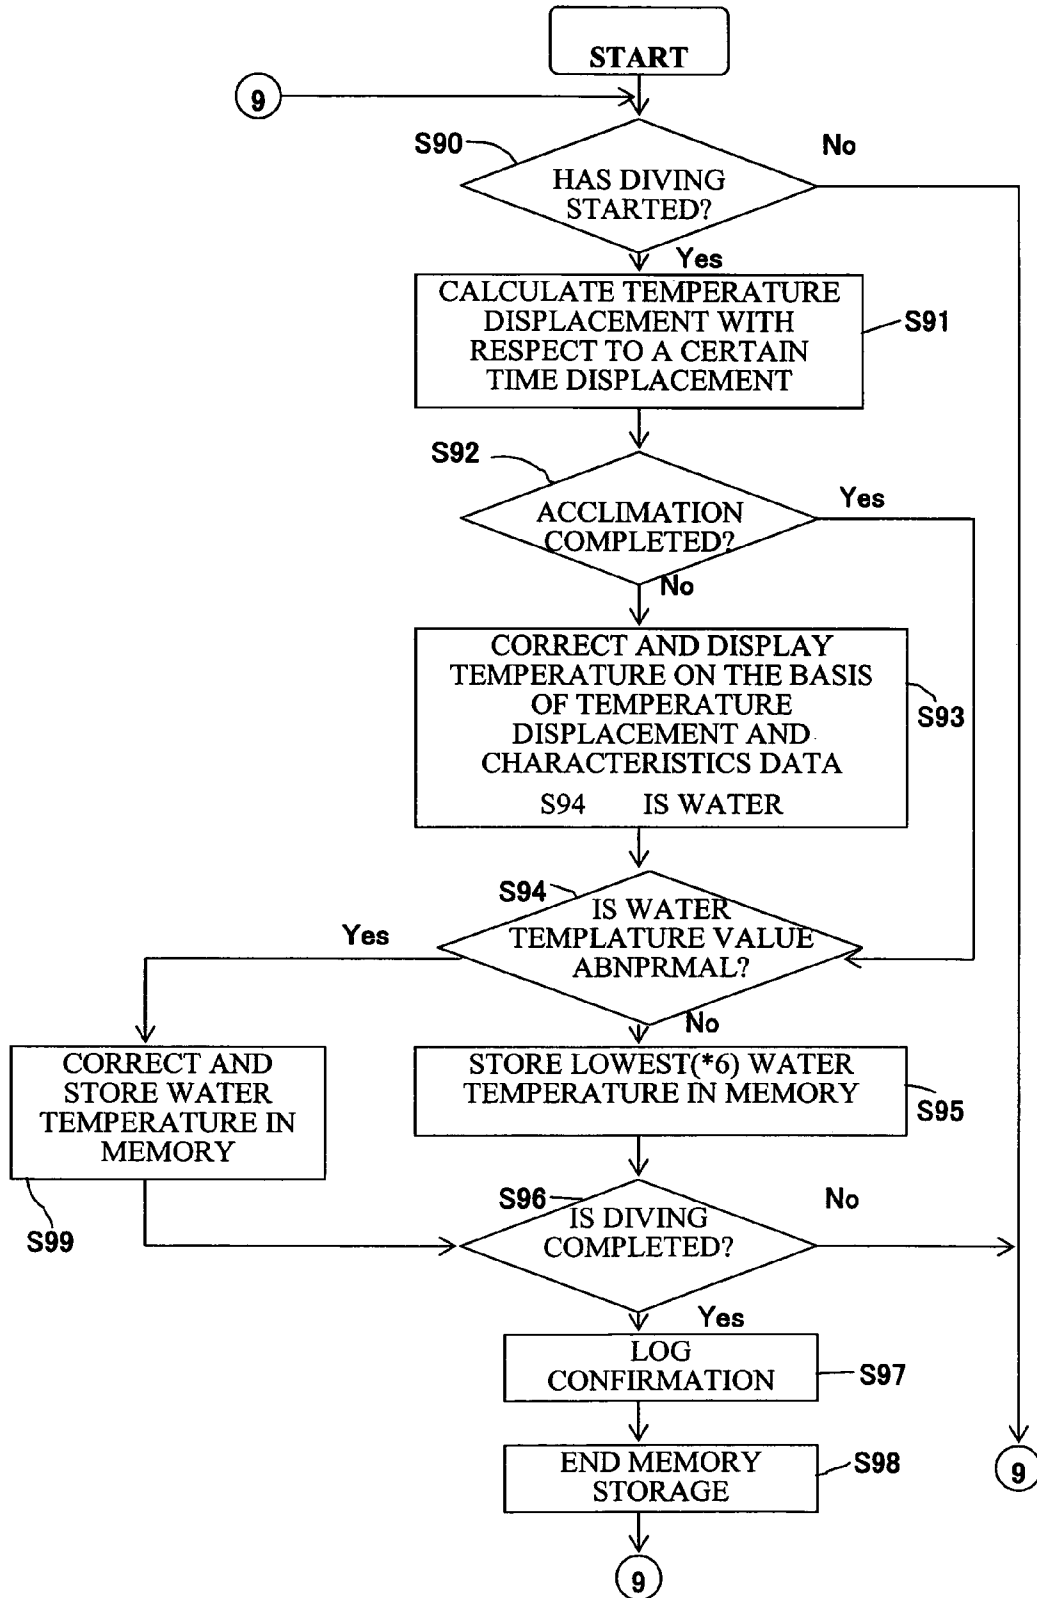 START
9
S90
No
HAS DIVING
STARTED?
Yes
CALCULATE TEMPERATURE
DISPLACEMENT WITH
RESPECT TO A CERTAIN
TIME DISPLACEMENT
S91
S92
Yes
ACCLIMATION
COMPLETED?
No
CORRECT AND DISPLAY
TEMPERATURE ON THE BASIS
OF TEMPERATURE
DISPLACEMENT AND
CHARACTERISTICS DATA
S94 IS WATER
S93
S94
IS WATER
TEMPLATURE VALUE
ABNPRMAL?
Yes
No
CORRECT AND
STORE WATER
TEMPERATURE IN
MEMORY
S99
STORE LOWEST(*6) WATER
TEMPERATURE IN MEMORY
S95
S96
No
IS DIVING
COMPLETED?
Yes
LOG
CONFIRMATION
S97
END MEMORY
STORAGE
S98
9
9